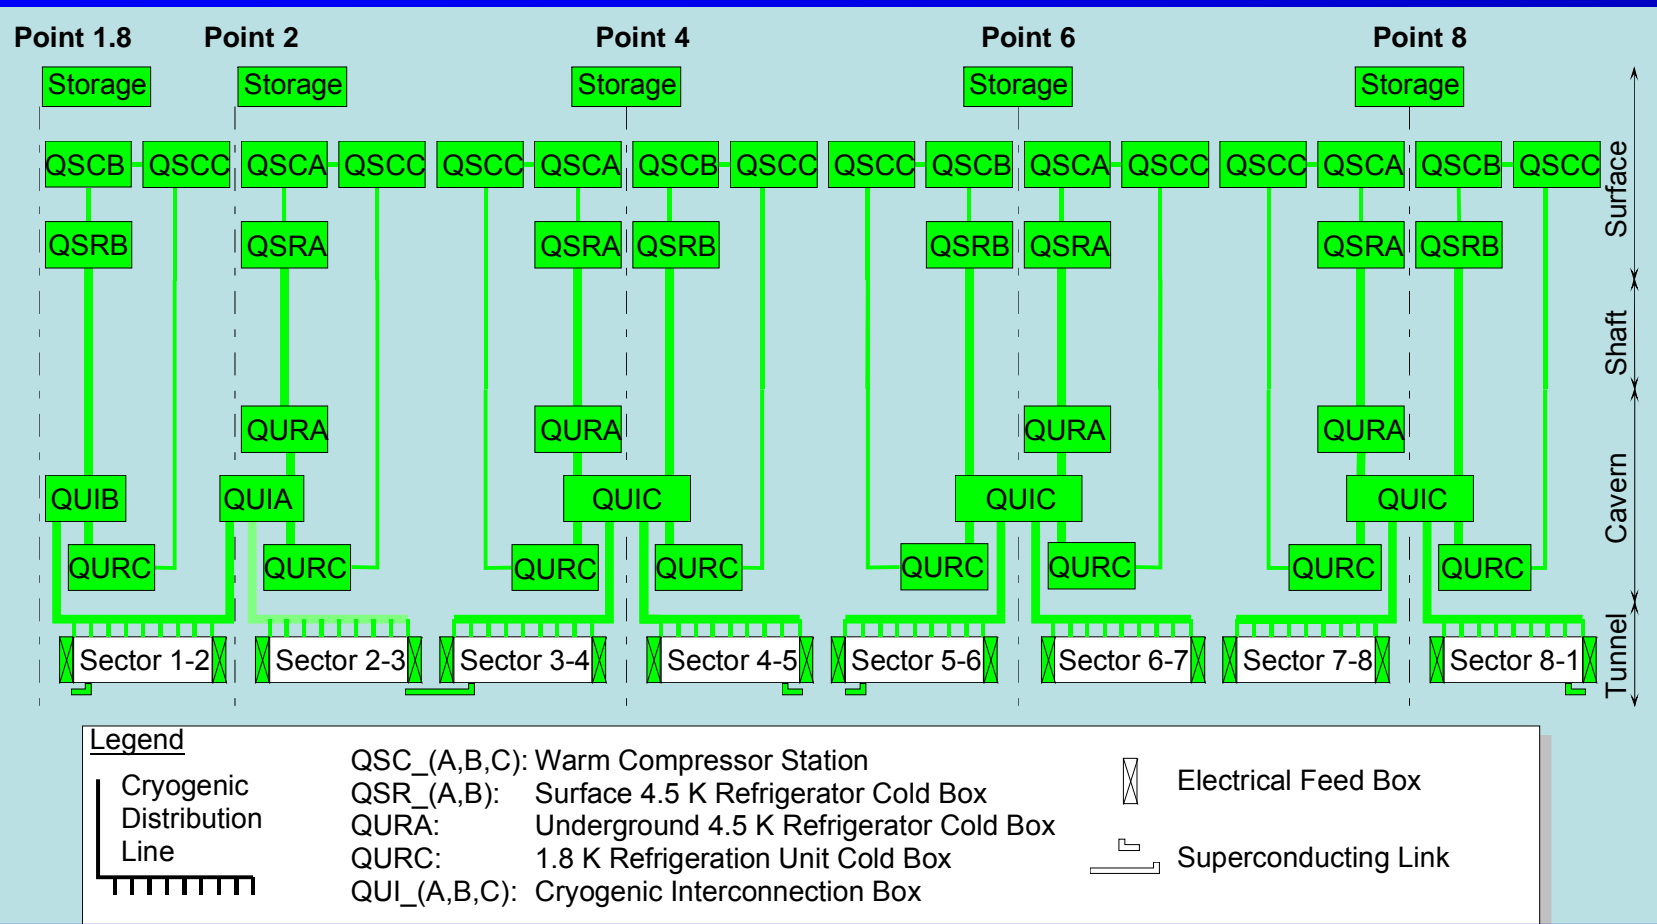 Point 1.8 Point 2 Point 4 Point 6 Point 8
Storage Storage Storage Storage Storage
QSCB QSCC QSCA QSCC QSCC QSCA QSCB QSCC QSCC QSCB QSCA QSCC QSCC QSCA QSCB QSCC
Surface
QSRB QSRA QSRA QSRB QSRB QSRA QSRA QSRB
Shaft
QURA QURA QURA QURA
Cavern
QUIB QUIA QUIC QUIC QUIC
QURC QURC QURC QURC QURC QURC QURC QURC
Tunnel
Sector 1-2 Sector 2-3 Sector 3-4 Sector 4-5 Sector 5-6 Sector 6-7 Sector 7-8 Sector 8-1
Legend
Cryogenic
Distribution
Line
QSC_(A,B,C): Warm Compressor Station
QSR_(A,B): Surface 4.5 K Refrigerator Cold Box
QURA: Underground 4.5 K Refrigerator Cold Box
QURC: 1.8 K Refrigeration Unit Cold Box
QUI_(A,B,C): Cryogenic Interconnection Box
Electrical Feed Box
Superconducting Link